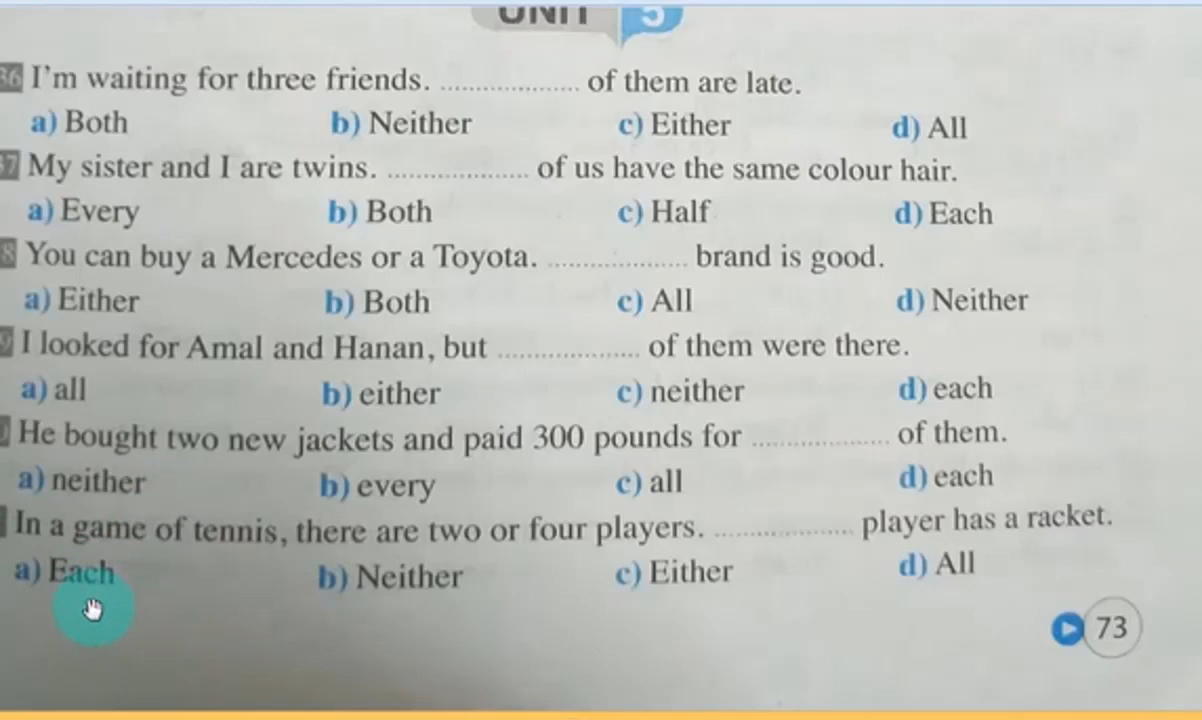 UNIT 5
36 I'm waiting for three friends. .................. of them are late.
a) Both b) Neither c) Either d) All
7 My sister and I are twins. .................. of us have the same colour hair.
a) Every b) Both c) Half d) Each
8 You can buy a Mercedes or a Toyota. .................. brand is good.
a) Either b) Both c) All d) Neither
9 I looked for Amal and Hanan, but .................. of them were there.
a) all b) either c) neither d) each
He bought two new jackets and paid 300 pounds for .................. of them.
a) neither b) every c) all d) each
In a game of tennis, there are two or four players. .................. player has a racket.
a) Each b) Neither c) Either d) All
73